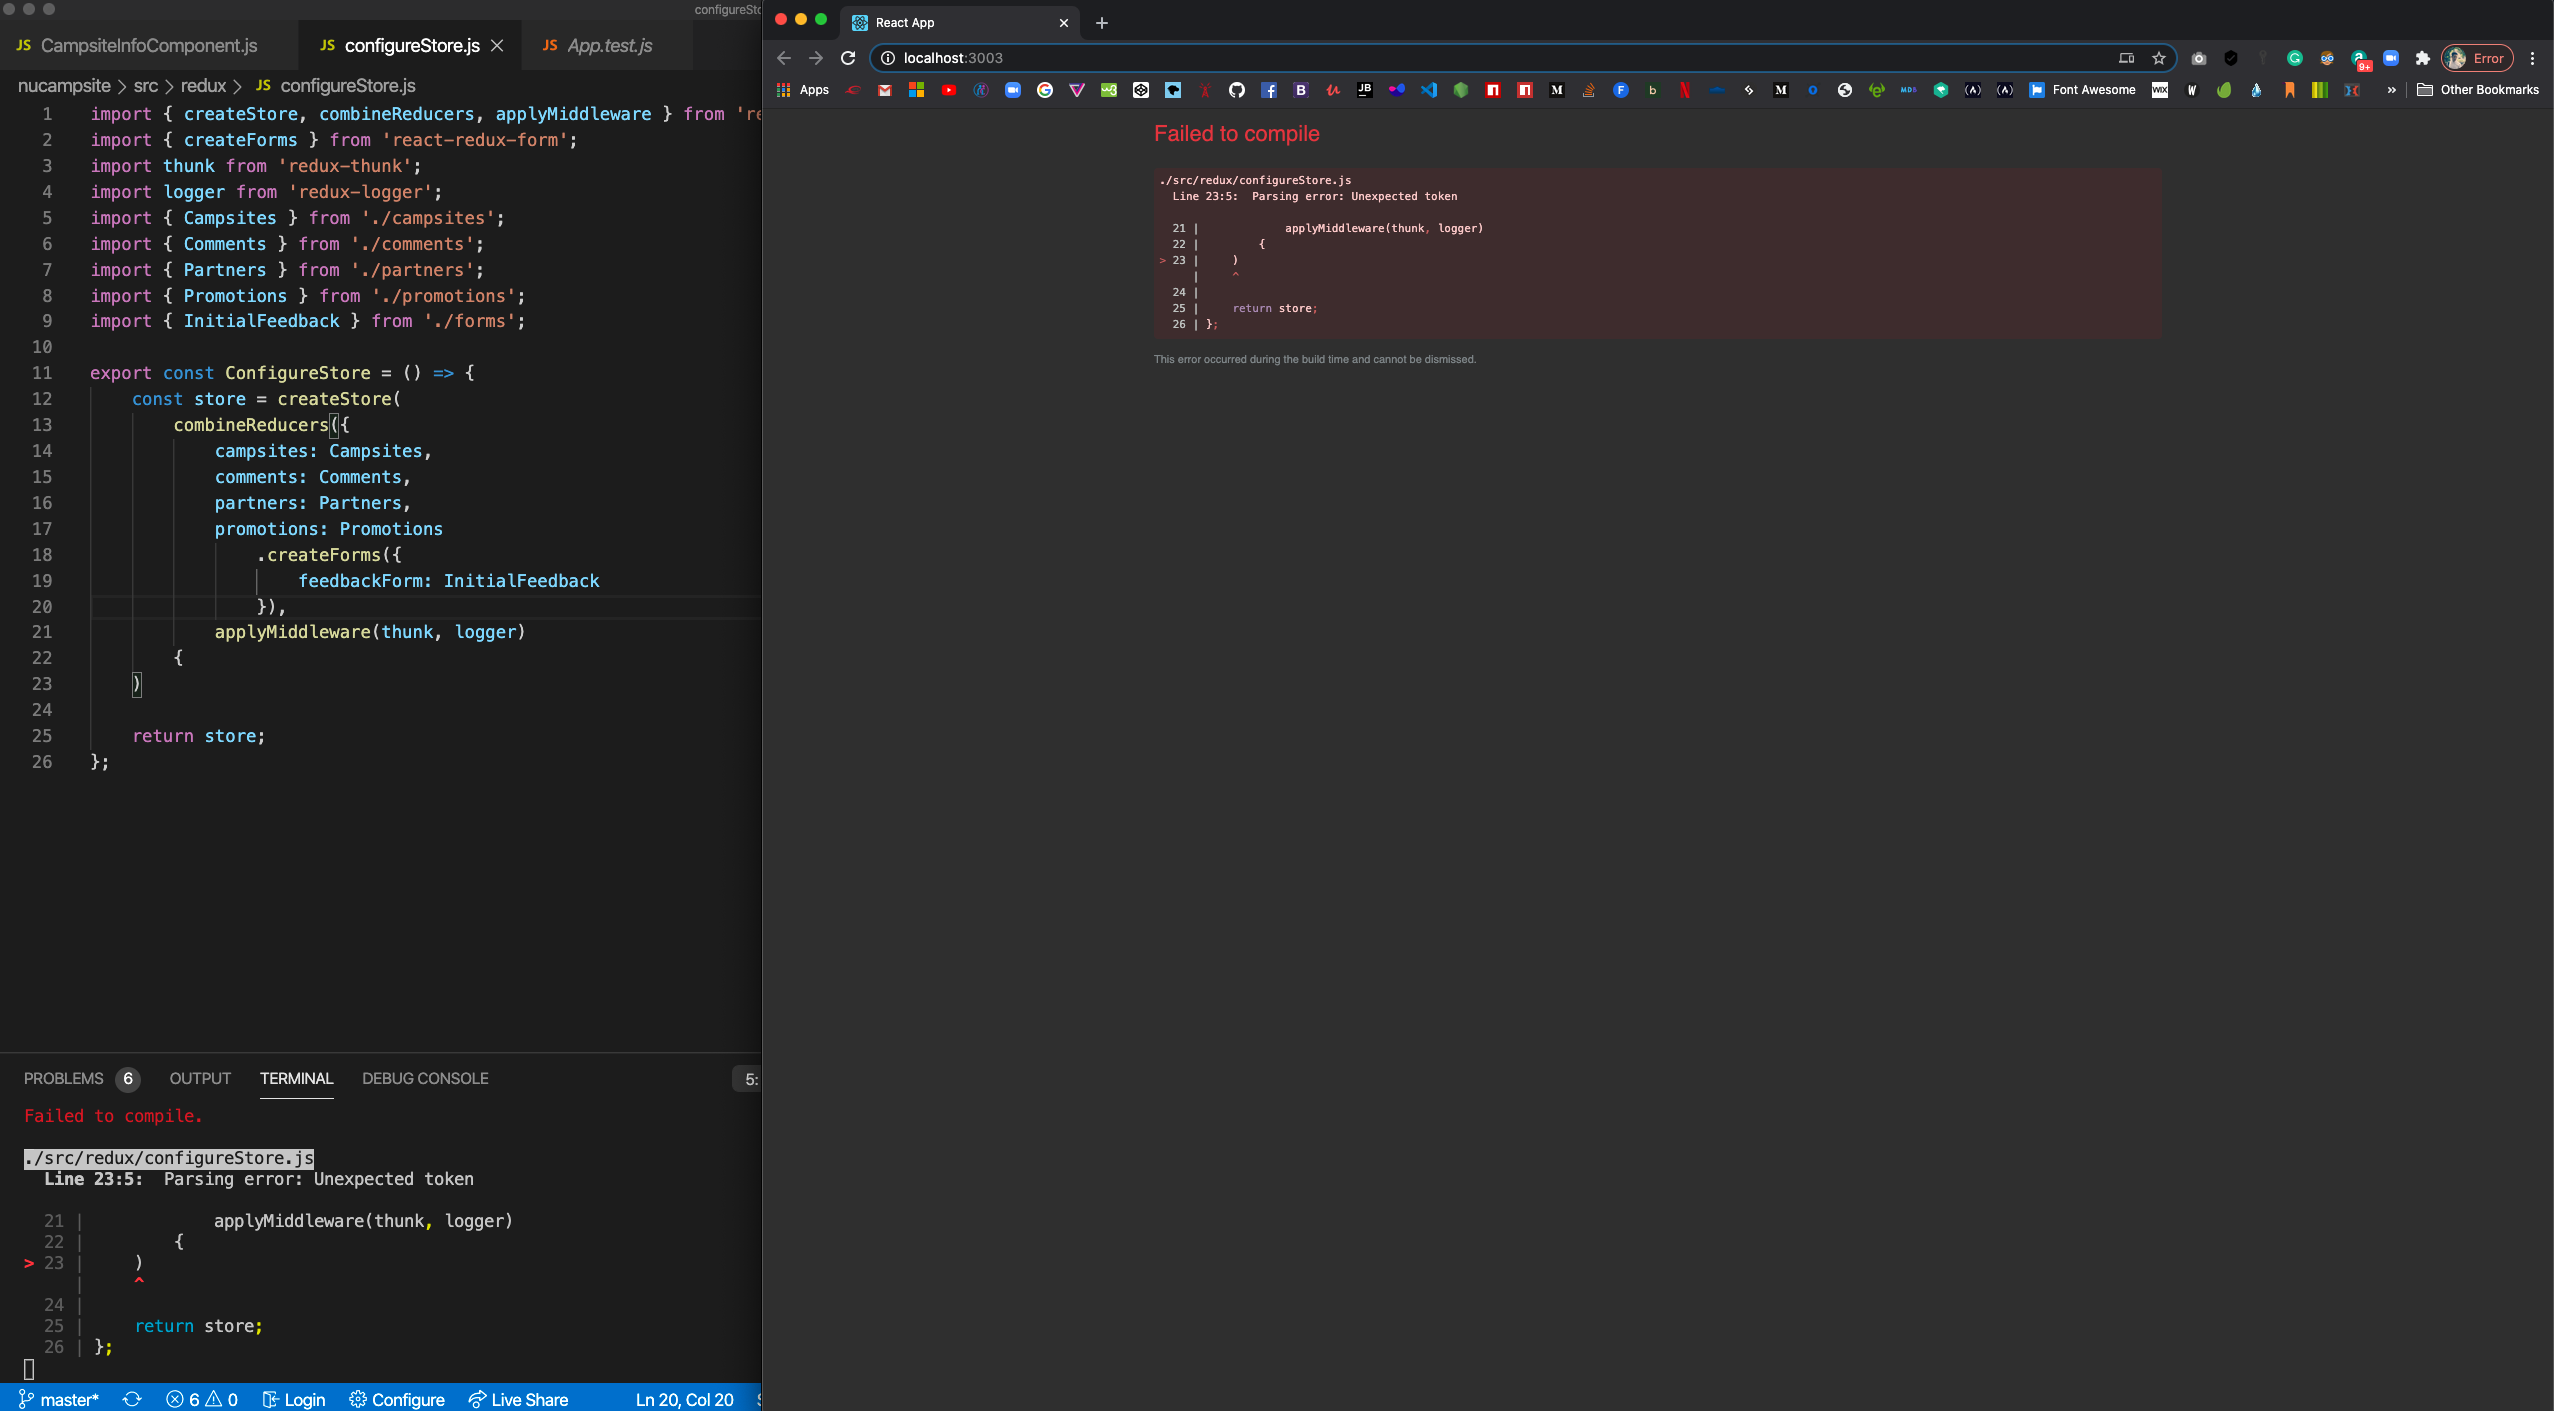 configureSto
JS CampsiteInfoComponent.js
JS configureStore.js
JS App.test.js
nucampsite > src > redux > JS configureStore.js
1 import { createStore, combineReducers, applyMiddleware } from 're
2 import { createForms } from 'react-redux-form';
3 import thunk from 'redux-thunk';
4 import logger from 'redux-logger';
5 import { Campsites } from './campsites';
6 import { Comments } from './comments';
7 import { Partners } from './partners';
8 import { Promotions } from './promotions';
9 import { InitialFeedback } from './forms';
10
11 export const ConfigureStore = () => {
12 const store = createStore(
13 combineReducers({
14 campsites: Campsites,
15 comments: Comments,
16 partners: Partners,
17 promotions: Promotions
18 .createForms({
19 feedbackForm: InitialFeedback
20 }),
21 applyMiddleware(thunk, logger)
22 {
23 )
24
25 return store;
26 };
PROBLEMS 6 OUTPUT TERMINAL DEBUG CONSOLE 5:
Failed to compile.
./src/redux/configureStore.js
Line 23:5: Parsing error: Unexpected token
21 | applyMiddleware(thunk, logger)
22 | {
> 23 | )
| ^
24 |
25 | return store;
26 | };
master* 6 0 Login Configure Live Share Ln 20, Col 20
React App
localhost:3003
Error
Apps
Font Awesome
Other Bookmarks
Failed to compile
./src/redux/configureStore.js
Line 23:5: Parsing error: Unexpected token
21 | applyMiddleware(thunk, logger)
22 | {
> 23 | )
| ^
24 |
25 | return store;
26 | };
This error occurred during the build time and cannot be dismissed.